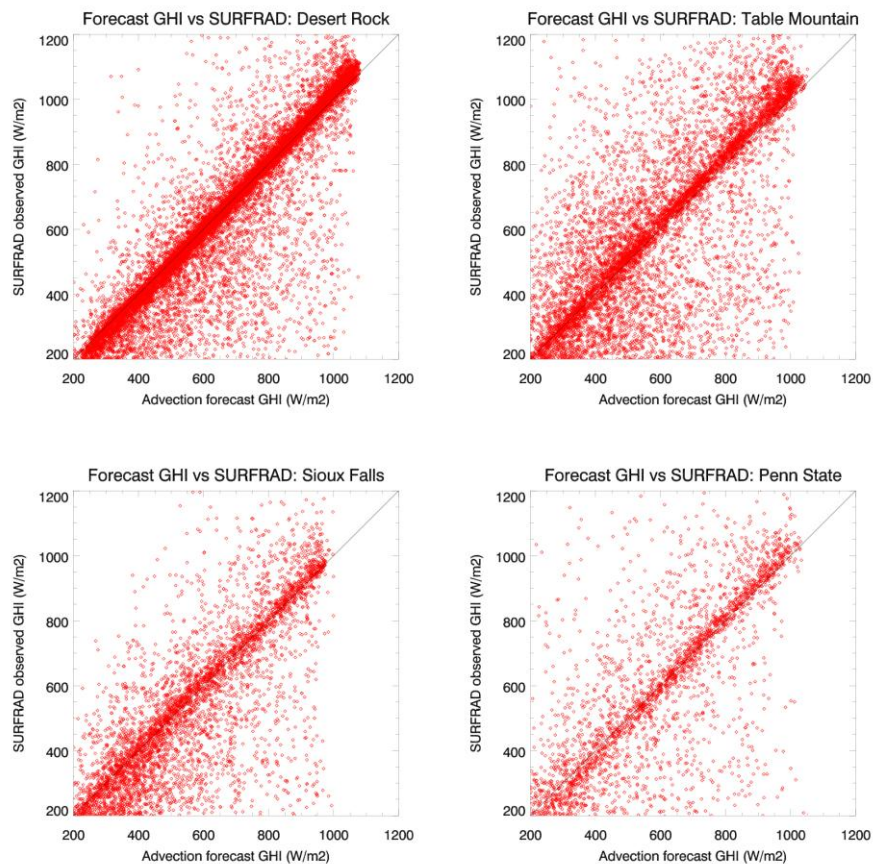 Forecast GHI vs SURFRAD: Desert Rock
1200
1000
800
600
400
200
SURFRAD observed GHI (W/m2)
200 400 600 800 1000 1200
Advection forecast GHI (W/m2)
Forecast GHI vs SURFRAD: Table Mountain
1200
1000
800
600
400
200
SURFRAD observed GHI (W/m2)
200 400 600 800 1000 1200
Advection forecast GHI (W/m2)
Forecast GHI vs SURFRAD: Sioux Falls
1200
1000
800
600
400
200
SURFRAD observed GHI (W/m2)
200 400 600 800 1000 1200
Advection forecast GHI (W/m2)
Forecast GHI vs SURFRAD: Penn State
1200
1000
800
600
400
200
SURFRAD observed GHI (W/m2)
200 400 600 800 1000 1200
Advection forecast GHI (W/m2)